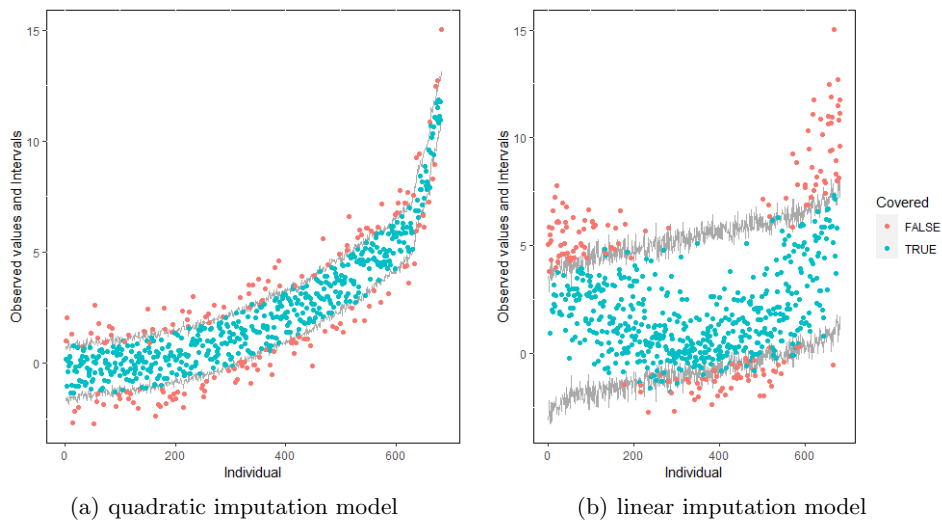 15
10
5
0
Observed values and Intervals
0
200
400
600
Individual
(a) quadratic imputation model
15
10
5
0
Observed values and Intervals
0
200
400
600
Individual
(b) linear imputation model
Covered
FALSE
TRUE